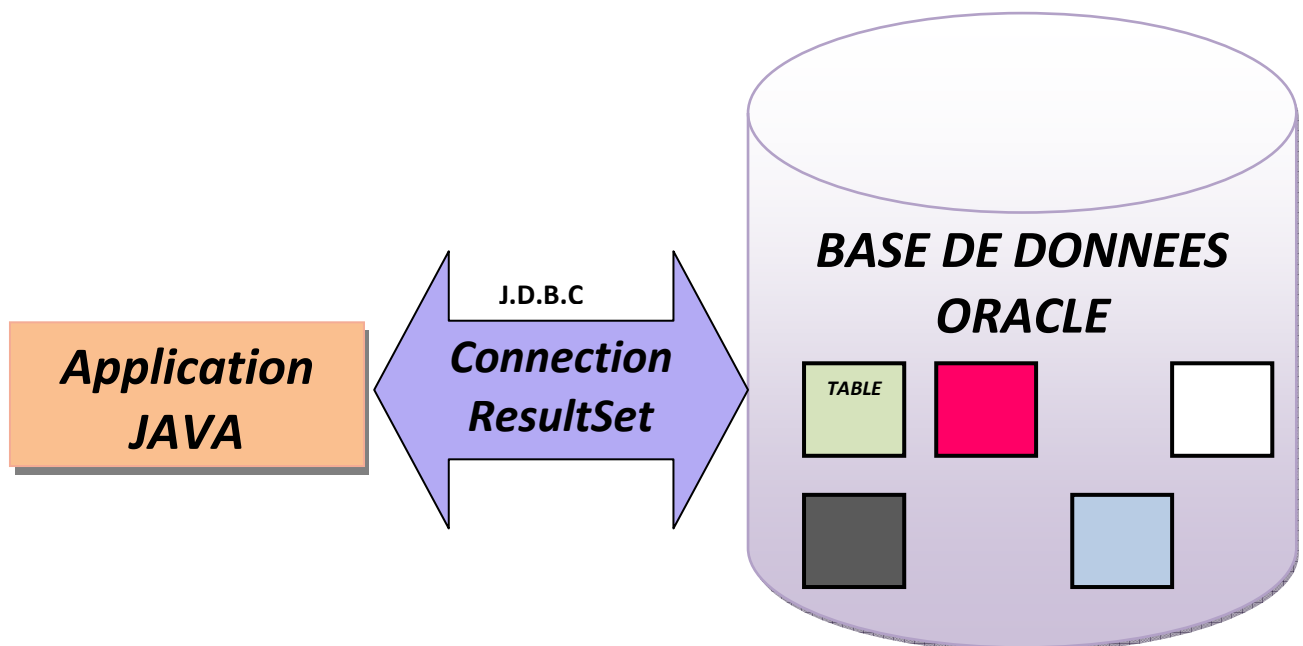 Application
JAVA
J.D.B.C
Connection
ResultSet
BASE DE DONNEES
ORACLE
TABLE